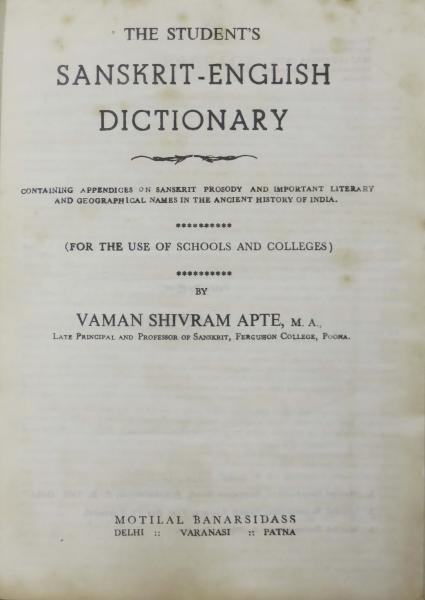 THE STUDENT'S
SANSKRIT-ENGLISH
DICTIONARY
CONTAINING APPENDICES ON SANSKRIT PROSODY AND IMPORTANT LITERARY
AND GEOGRAPHICAL NAMES IN THE ANCIENT HISTORY OF INDIA.
**********
(FOR THE USE OF SCHOOLS AND COLLEGES)
**********
BY
VAMAN SHIVRAM APTE, M. A.,
LATE PRINCIPAL AND PROFESSOR OF SANSKRIT, FERGUSSON COLLEGE, POONA.
MOTILAL BANARSIDASS
DELHI :: VARANASI :: PATNA